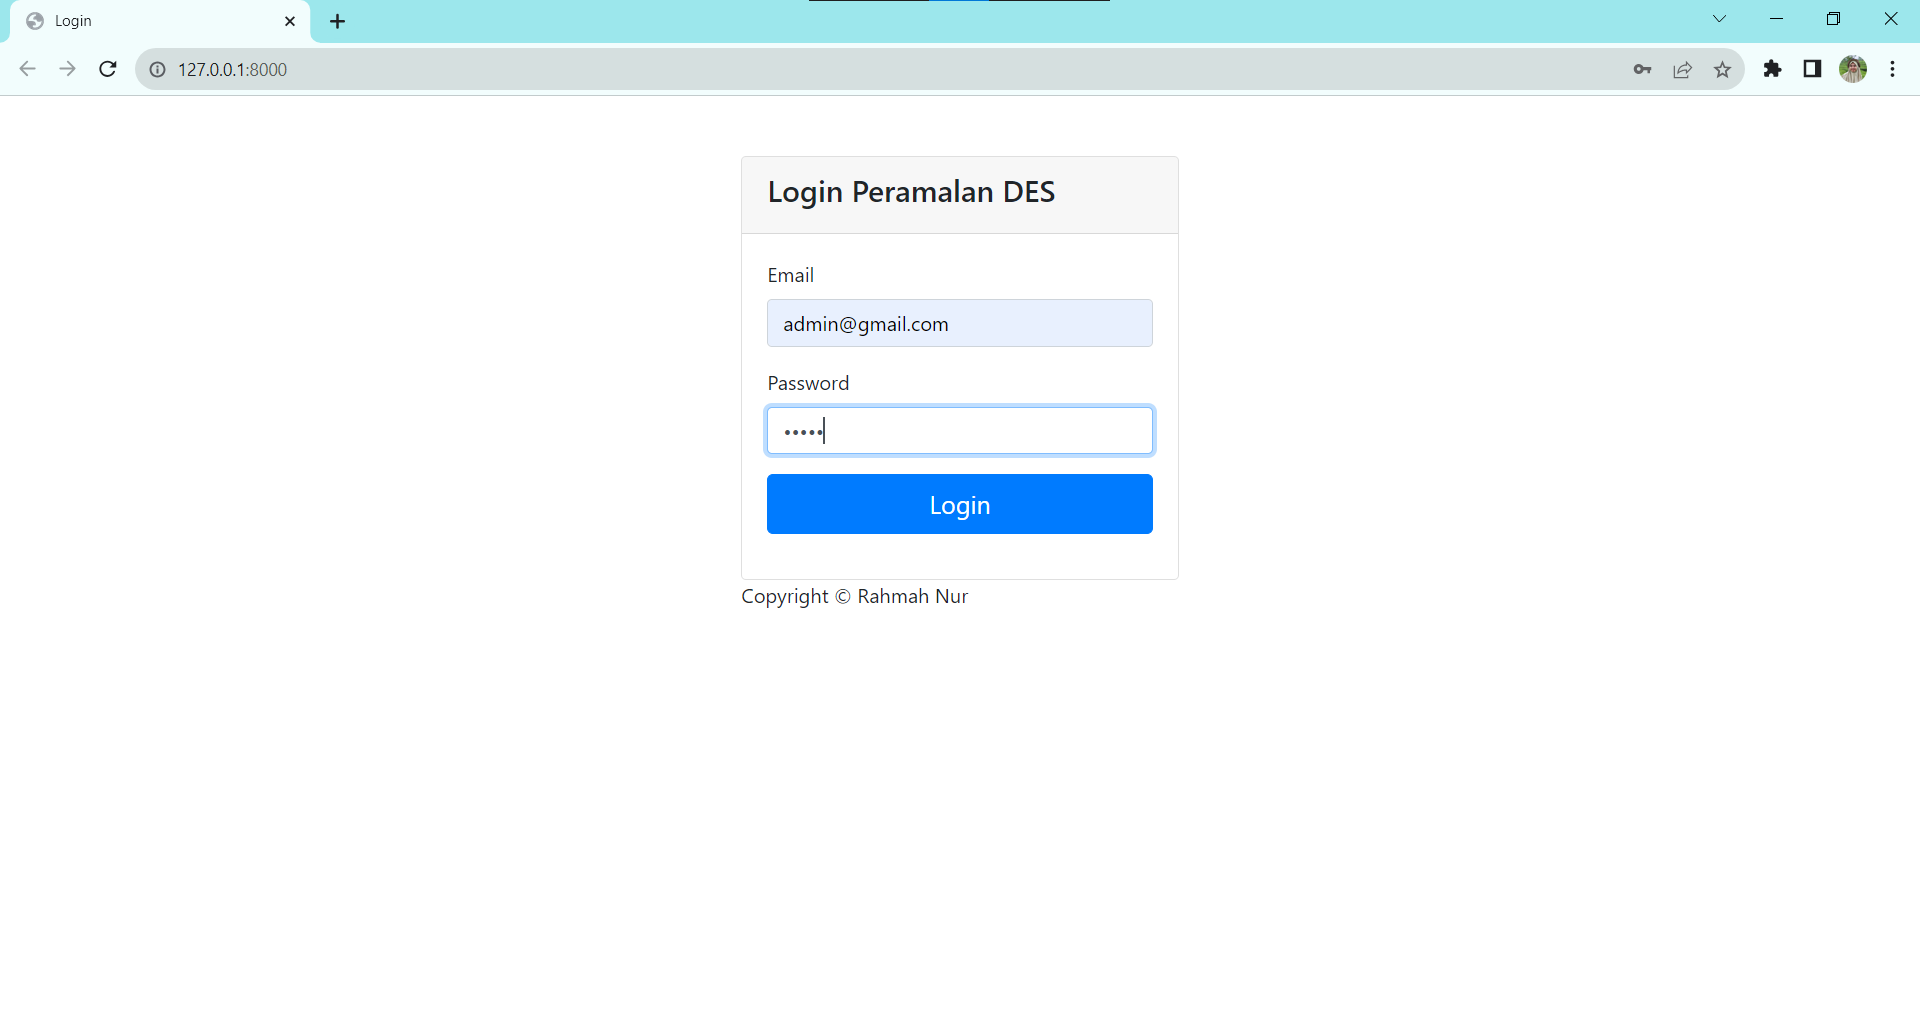 Login
127.0.0.1:8000
Login Peramalan DES
Email
admin@gmail.com
Password
•••••
Login
Copyright © Rahmah Nur